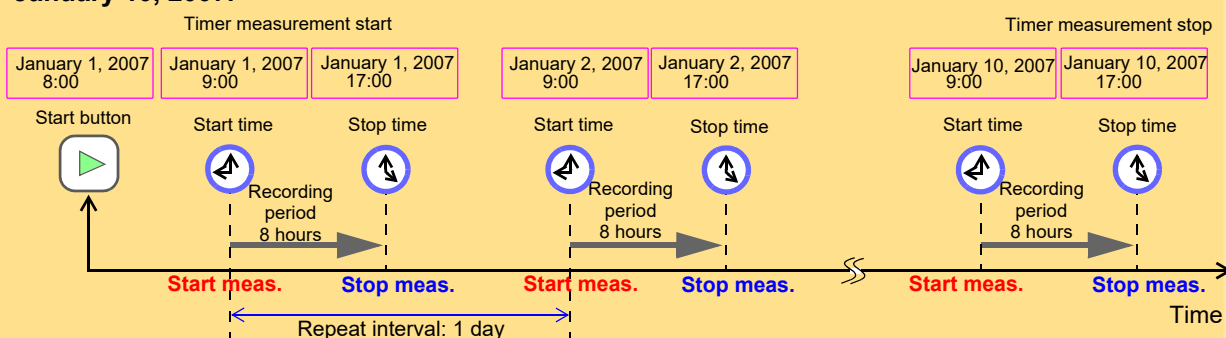 Timer measurement start
Timer measurement stop
January 1, 2007
8:00
January 1, 2007
9:00
January 1, 2007
17:00
January 2, 2007
9:00
January 2, 2007
17:00
January 10, 2007
9:00
January 10, 2007
17:00
Start button
Start time
Stop time
Start time
Stop time
Start time
Stop time
Recording
period
8 hours
Recording
period
8 hours
Recording
period
8 hours
Start meas.
Stop meas.
Start meas.
Stop meas.
Start meas.
Stop meas.
Time
Repeat interval: 1 day